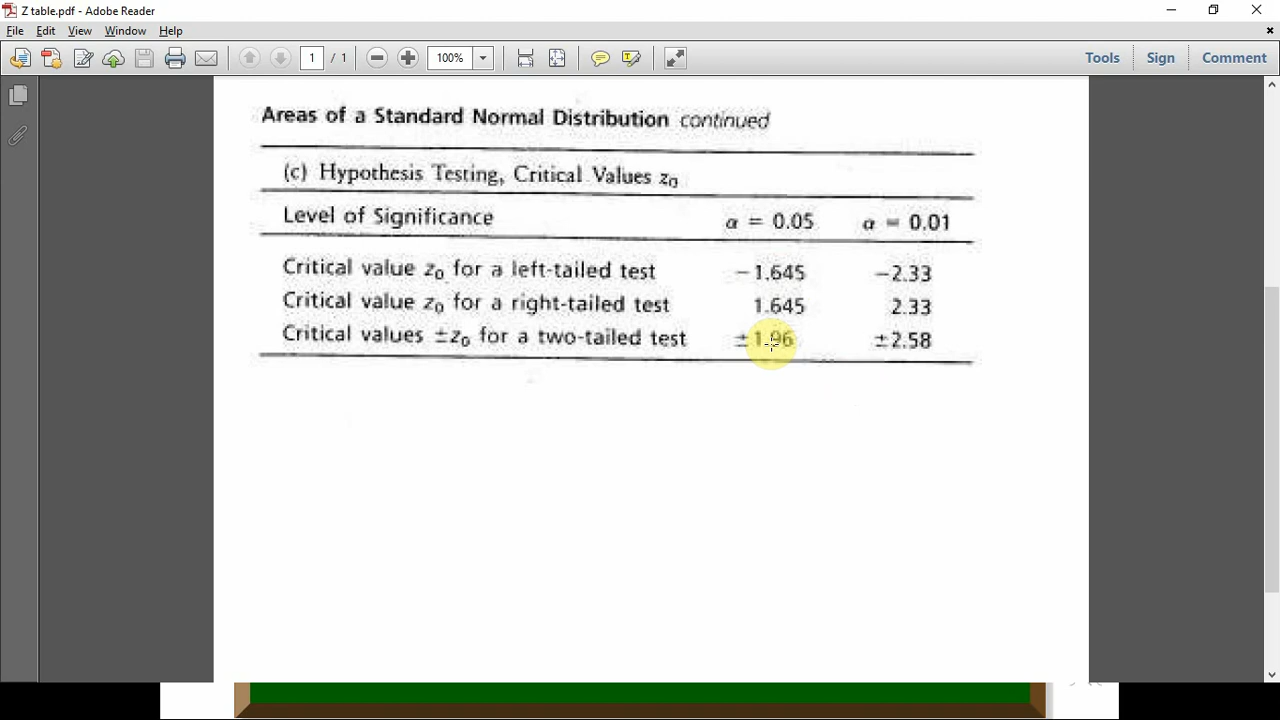 Z table.pdf - Adobe Reader
File Edit View Window Help
1 / 1 100% Tools Sign Comment
Areas of a Standard Normal Distribution continued
(c) Hypothesis Testing, Critical Values z₀
Level of Significance α = 0.05 α = 0.01
Critical value z₀ for a left-tailed test −1.645 −2.33
Critical value z₀ for a right-tailed test 1.645 2.33
Critical values ±z₀ for a two-tailed test ±1.96 ±2.58